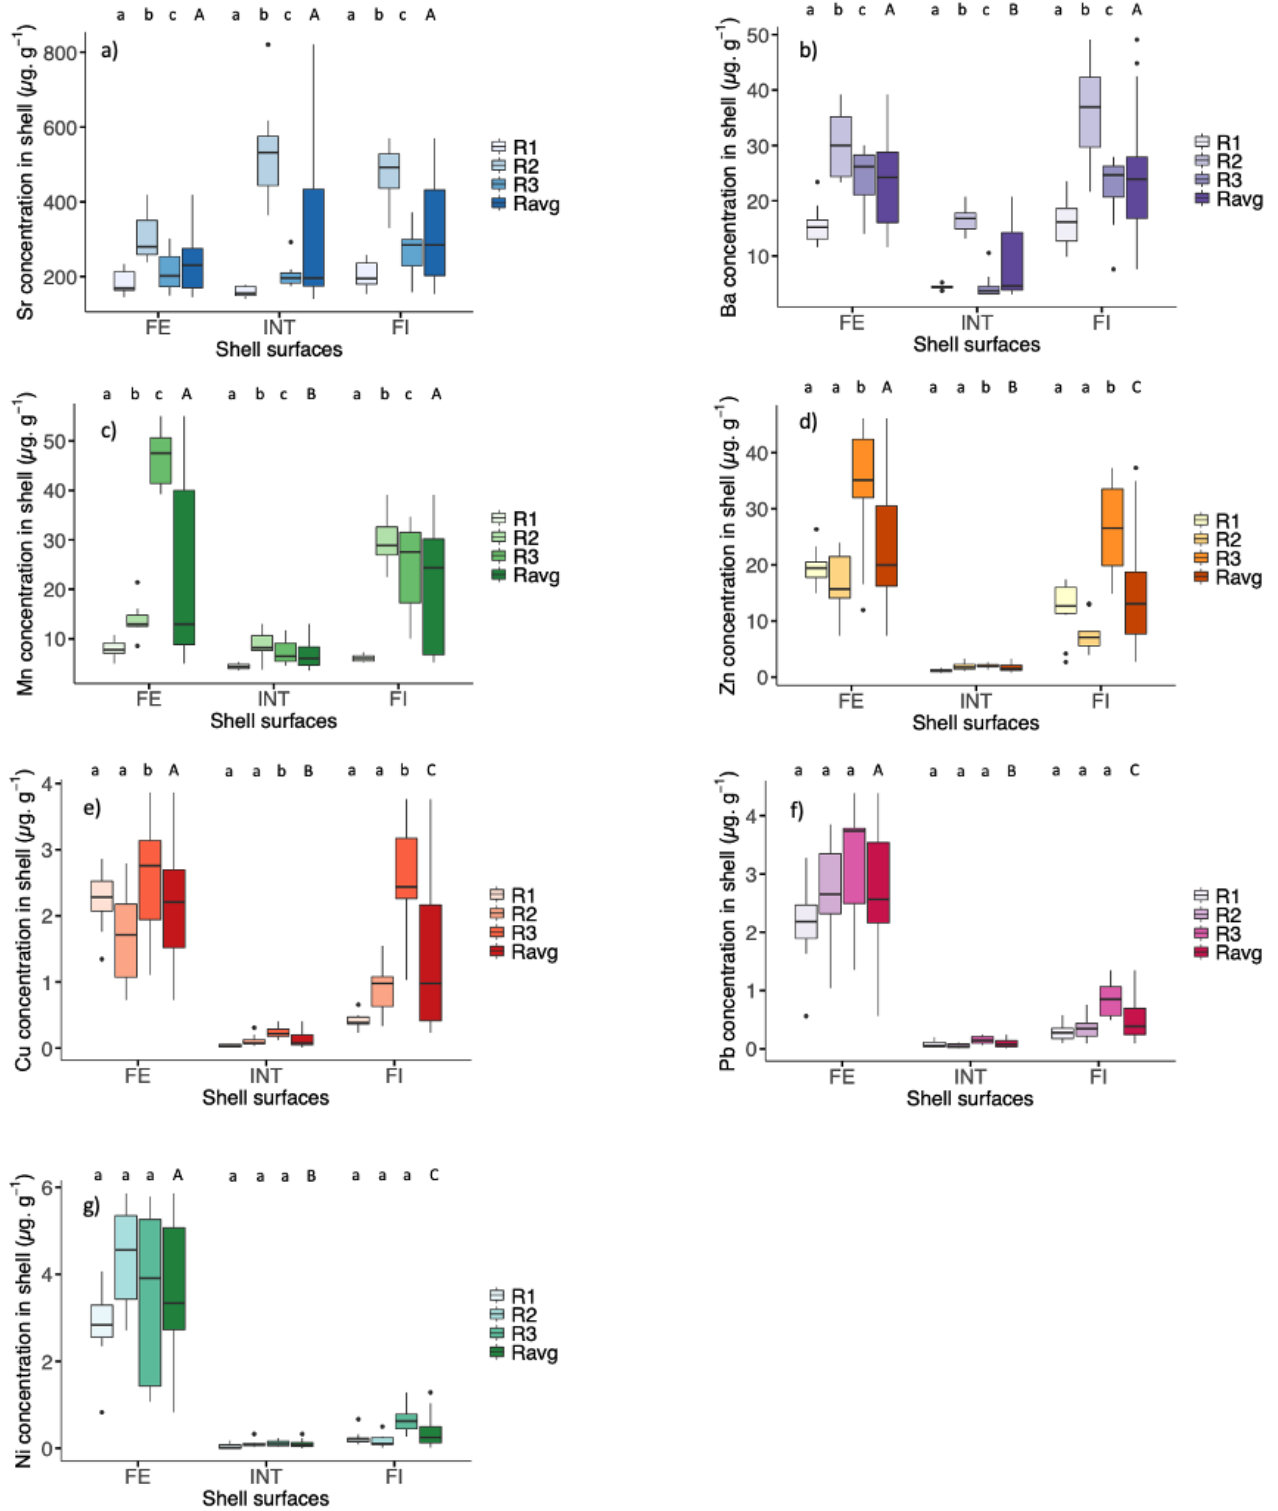 a b c A a b c A a b c A
a)
Sr concentration in shell (µg. g⁻¹)
800
600
400
200
FE INT FI
Shell surfaces
R1
R2
R3
Ravg
a b c A a b c B a b c A
b)
Ba concentration in shell (µg. g⁻¹)
50
40
30
20
10
FE INT FI
Shell surfaces
R1
R2
R3
Ravg
a b c A a b c B a b c A
c)
Mn concentration in shell (µg. g⁻¹)
50
40
30
20
10
FE INT FI
Shell surfaces
R1
R2
R3
Ravg
a a b A a a b B a a b C
d)
Zn concentration in shell (µg. g⁻¹)
40
30
20
10
0
FE INT FI
Shell surfaces
R1
R2
R3
Ravg
a a b A a a b B a a b C
e)
Cu concentration in shell (µg. g⁻¹)
4
3
2
1
0
FE INT FI
Shell surfaces
R1
R2
R3
Ravg
a a a A a a a B a a a C
f)
Pb concentration in shell (µg. g⁻¹)
4
3
2
1
0
FE INT FI
Shell surfaces
R1
R2
R3
Ravg
a a a A a a a B a a a C
g)
Ni concentration in shell (µg. g⁻¹)
6
4
2
0
FE INT FI
Shell surfaces
R1
R2
R3
Ravg